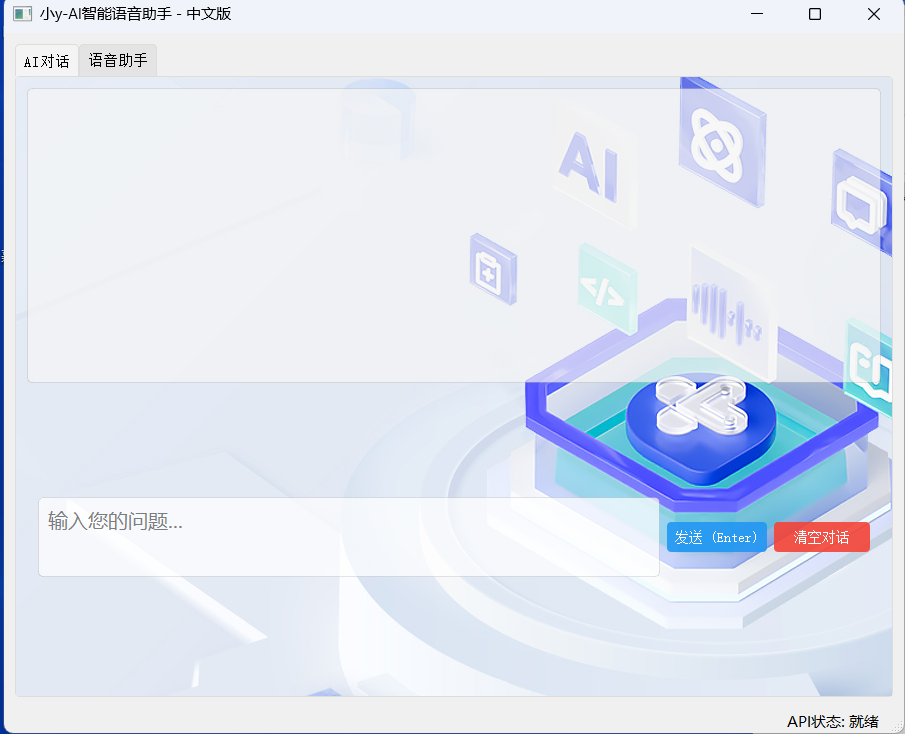 小y-AI智能语音助手 - 中文版
AI对话
语音助手
AI
</>
输入您的问题...
发送 (Enter)
清空对话
API状态: 就绪